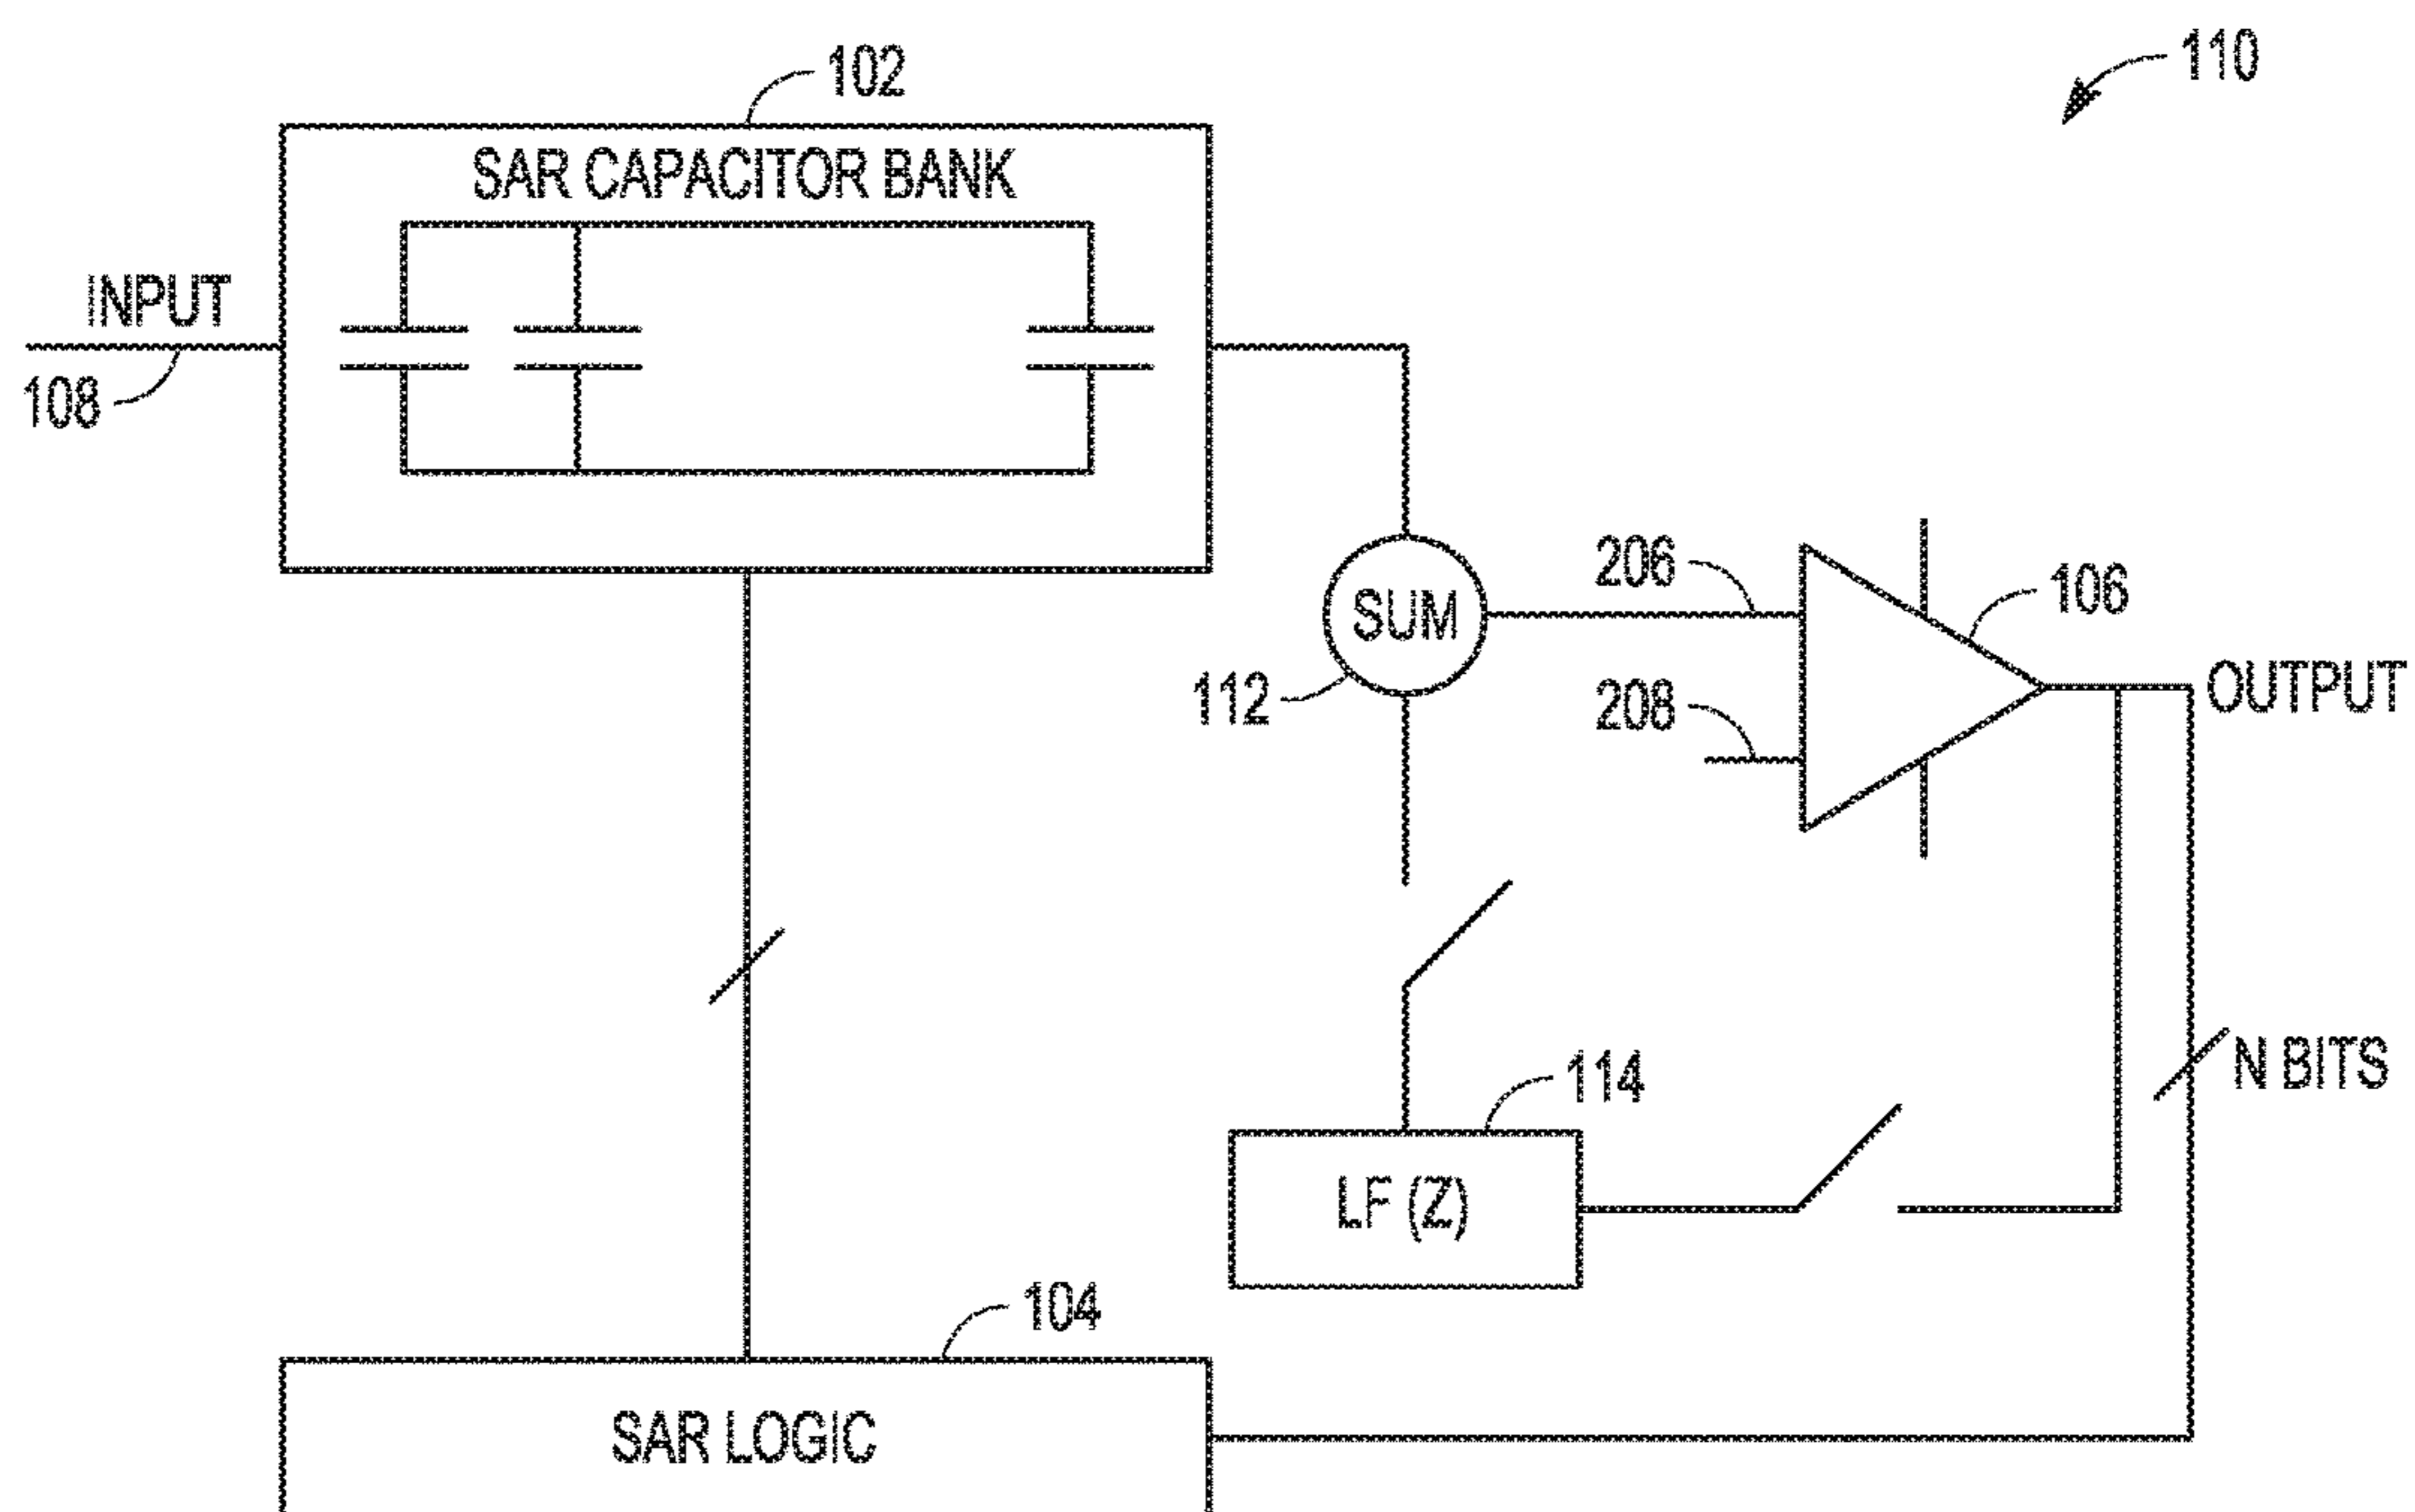 110
102
SAR CAPACITOR BANK
INPUT
108
206
106
SUM
112
208
OUTPUT
N BITS
114
LF (Z)
104
SAR LOGIC